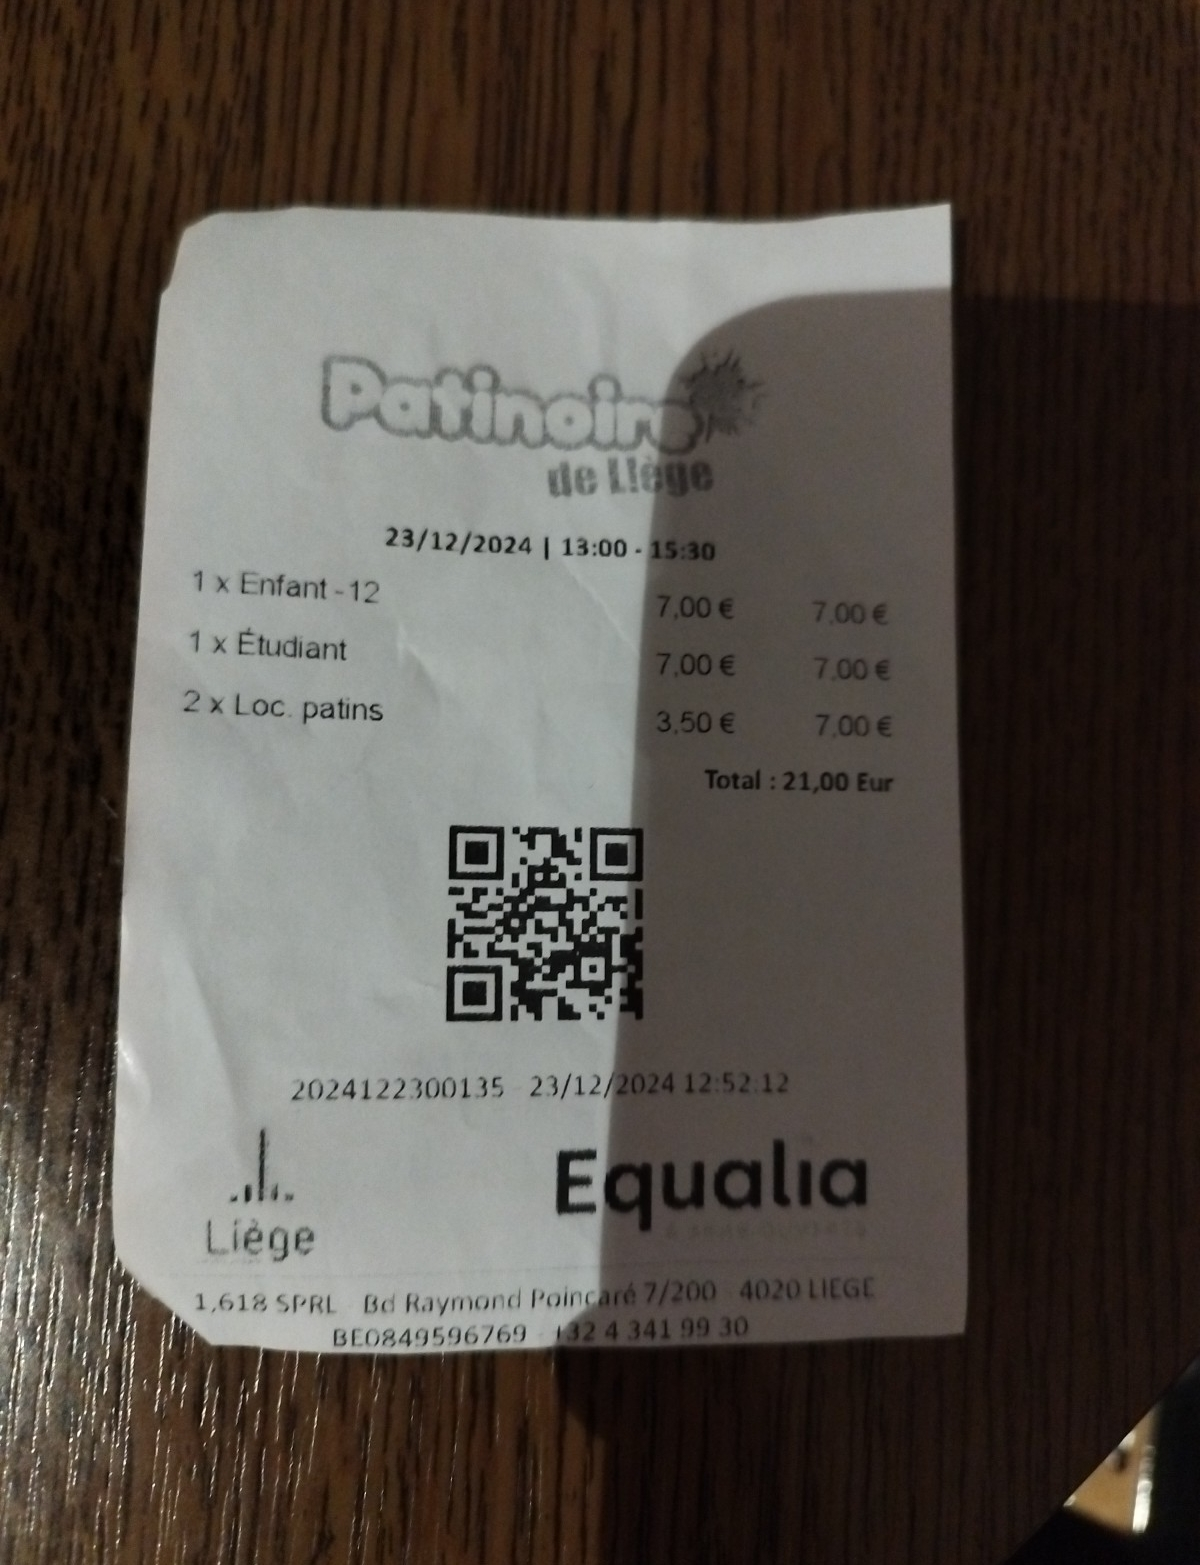 Patinoire
de Liège
23/12/2024 | 13:00 - 15:30
1 x Enfant -12 7,00 € 7,00 €
1 x Étudiant 7,00 € 7,00 €
2 x Loc. patins 3,50 € 7,00 €
Total : 21,00 Eur
2024122300135 - 23/12/2024 12:52:12
Liège
Equalia
1,618 SPRL - Bd Raymond Poincaré 7/200 - 4020 LIEGE
BE0849596769 - +32 4 341 99 30